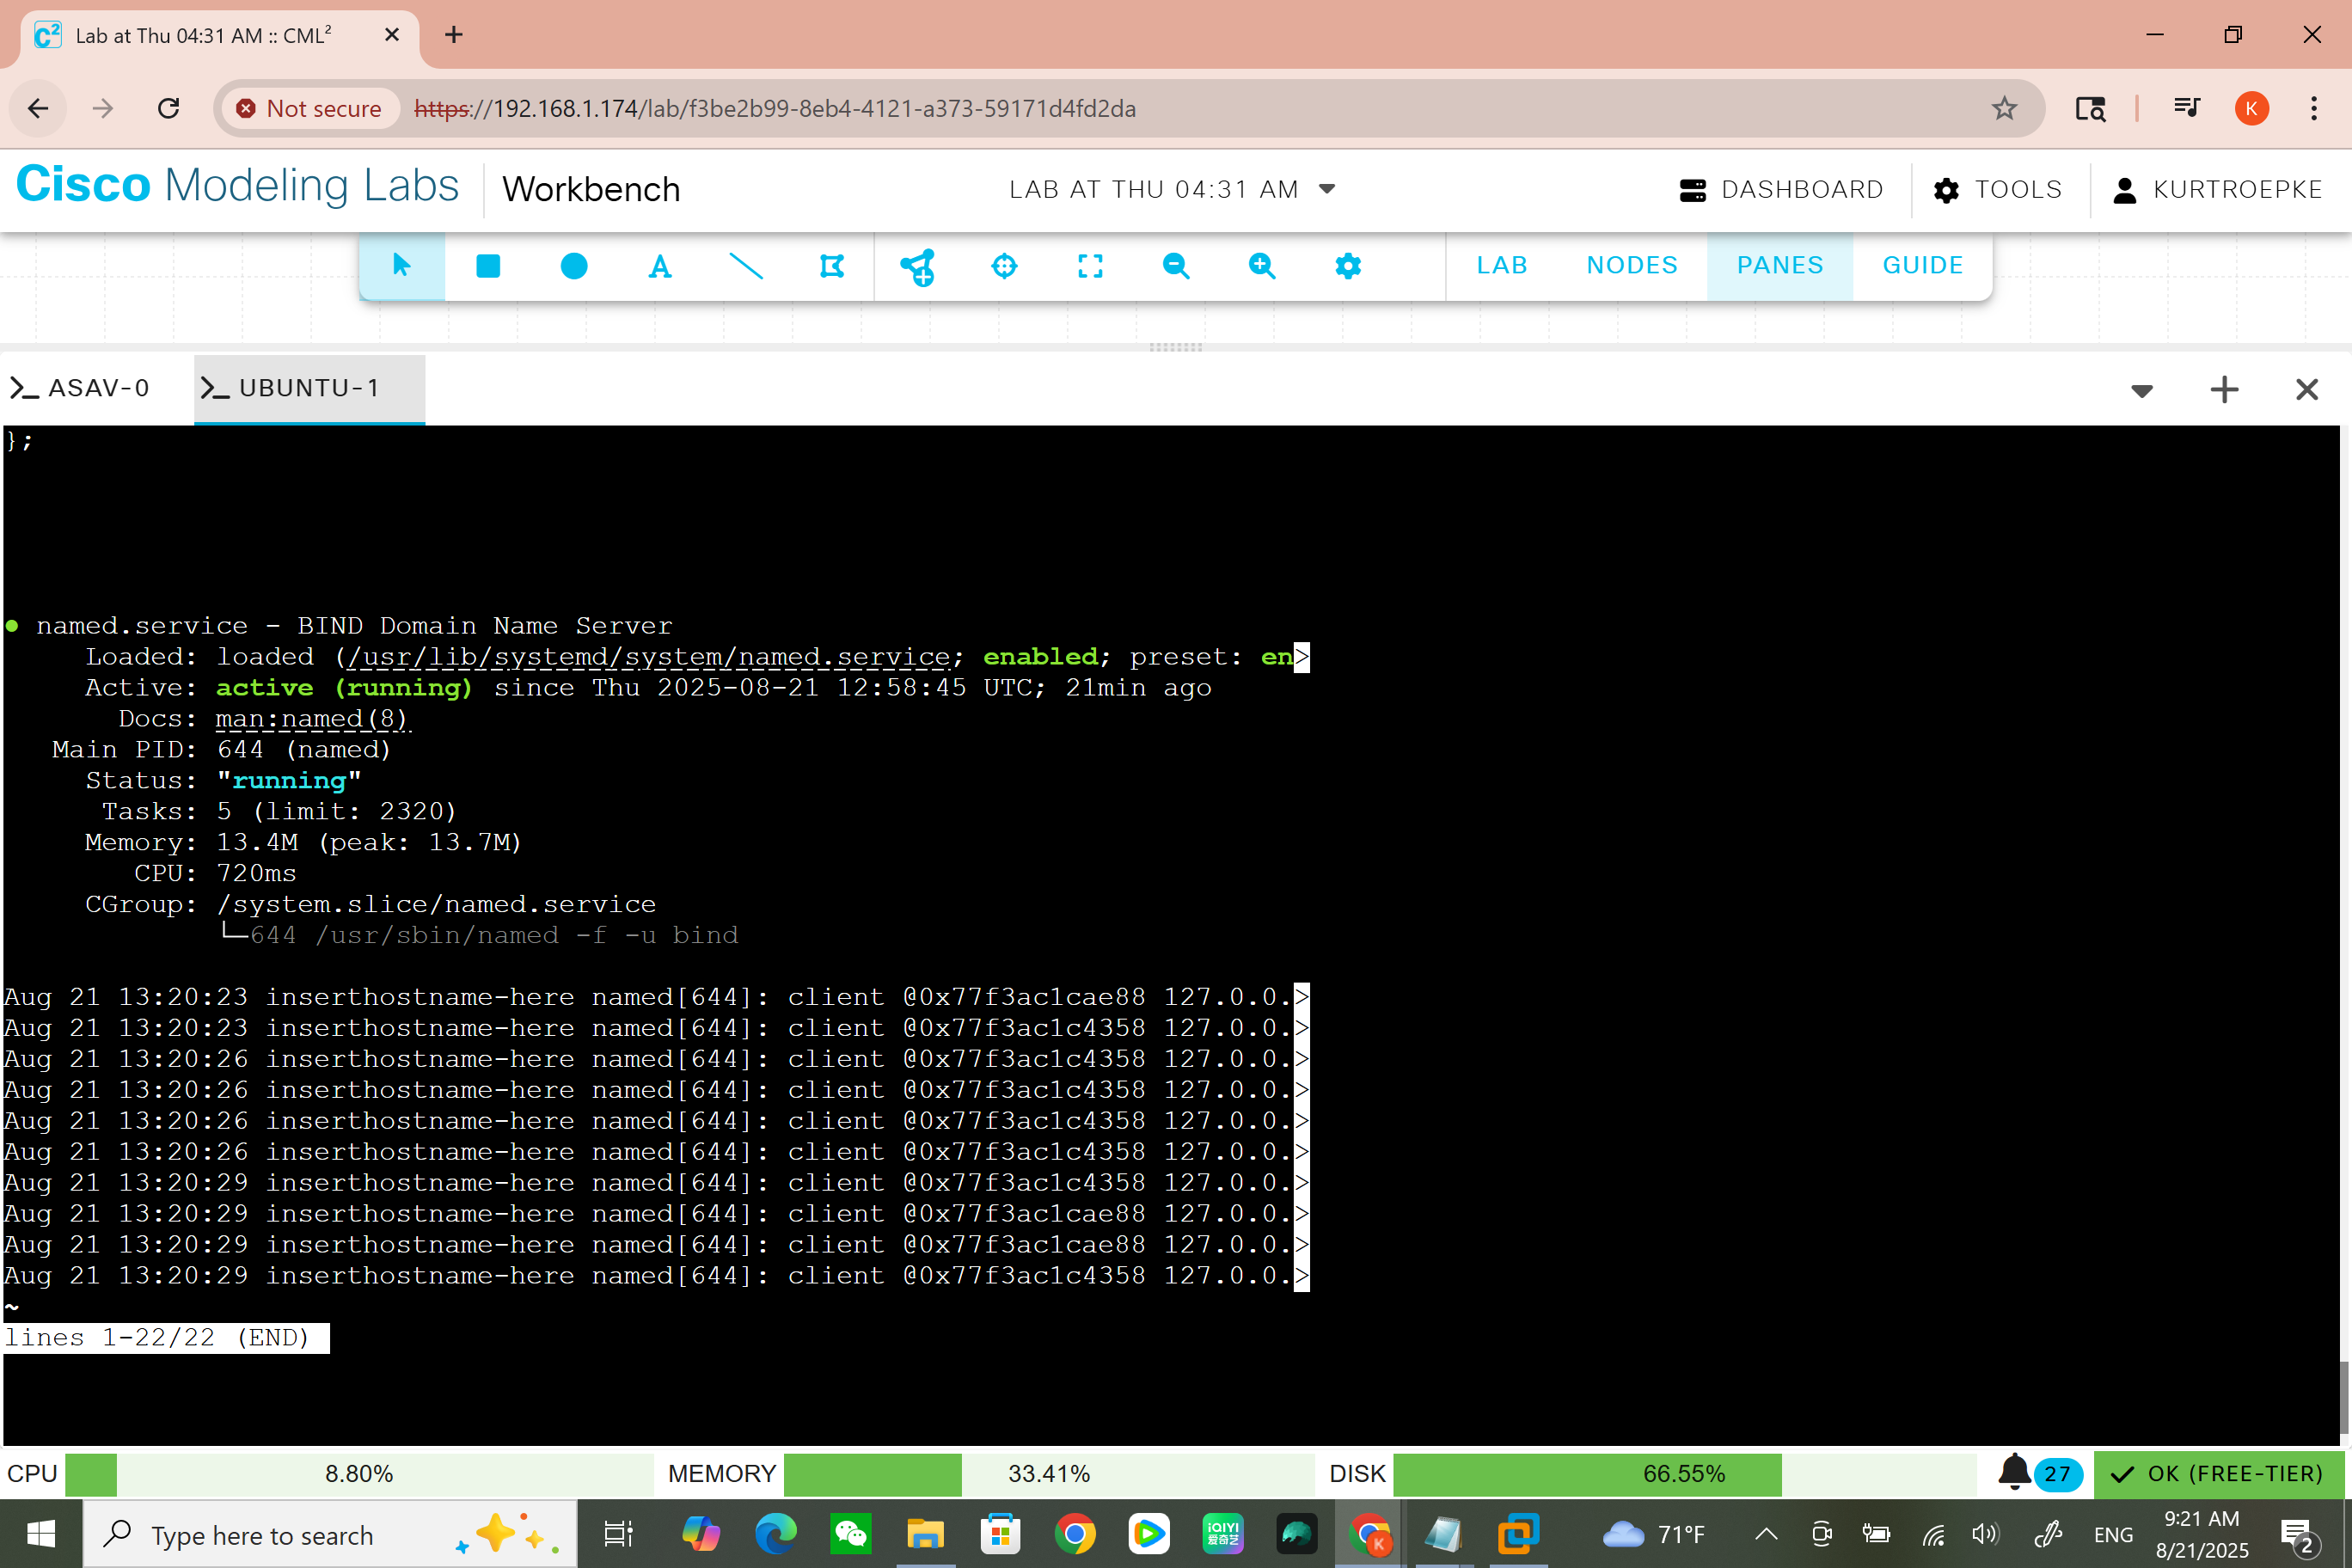 Lab at Thu 04:31 AM :: CML²
Not secure
https://192.168.1.174/lab/f3be2b99-8eb4-4121-a373-59171d4fd2da
K
Cisco Modeling Labs
Workbench
LAB AT THU 04:31 AM
DASHBOARD
TOOLS
KURTROEPKE
LAB
NODES
PANES
GUIDE
>_ ASAV-0
>_ UBUNTU-1
};
● named.service - BIND Domain Name Server
Loaded: loaded (/usr/lib/systemd/system/named.service; enabled; preset: en>
Active: active (running) since Thu 2025-08-21 12:58:45 UTC; 21min ago
Docs: man:named(8)
Main PID: 644 (named)
Status: "running"
Tasks: 5 (limit: 2320)
Memory: 13.4M (peak: 13.7M)
CPU: 720ms
CGroup: /system.slice/named.service
└─644 /usr/sbin/named -f -u bind
Aug 21 13:20:23 inserthostname-here named[644]: client @0x77f3ac1cae88 127.0.0.>
Aug 21 13:20:23 inserthostname-here named[644]: client @0x77f3ac1c4358 127.0.0.>
Aug 21 13:20:26 inserthostname-here named[644]: client @0x77f3ac1c4358 127.0.0.>
Aug 21 13:20:26 inserthostname-here named[644]: client @0x77f3ac1c4358 127.0.0.>
Aug 21 13:20:26 inserthostname-here named[644]: client @0x77f3ac1c4358 127.0.0.>
Aug 21 13:20:26 inserthostname-here named[644]: client @0x77f3ac1c4358 127.0.0.>
Aug 21 13:20:29 inserthostname-here named[644]: client @0x77f3ac1c4358 127.0.0.>
Aug 21 13:20:29 inserthostname-here named[644]: client @0x77f3ac1cae88 127.0.0.>
Aug 21 13:20:29 inserthostname-here named[644]: client @0x77f3ac1cae88 127.0.0.>
Aug 21 13:20:29 inserthostname-here named[644]: client @0x77f3ac1c4358 127.0.0.>
~
lines 1-22/22 (END)
CPU 8.80% MEMORY 33.41% DISK 66.55% 27 OK (FREE-TIER)
Type here to search
iQIYI
爱奇艺
K
71°F
ENG
9:21 AM
8/21/2025
2